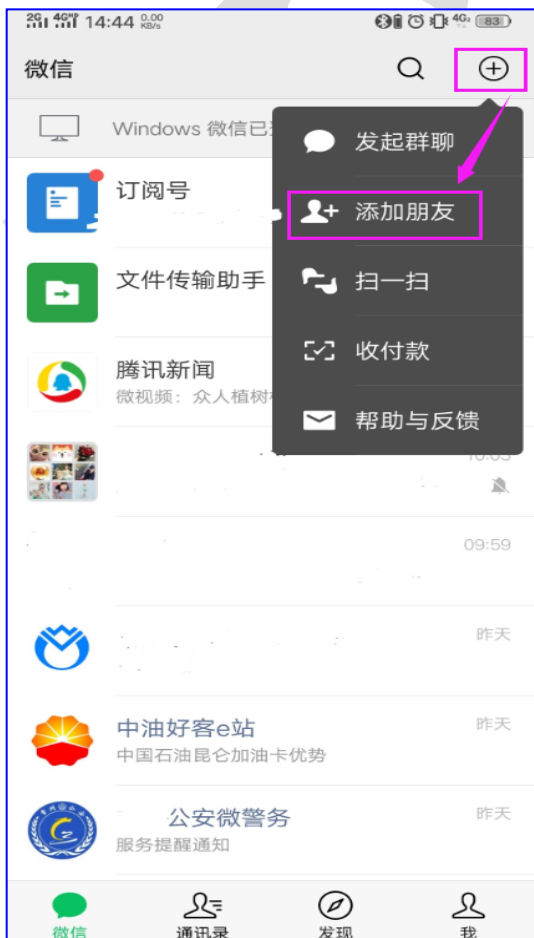 2G 4GHD 14:44 0.00 KB/s 4G 83
微信
Windows 微信已
发起群聊
订阅号
添加朋友
文件传输助手
扫一扫
收付款
腾讯新闻
微视频：众人植树
帮助与反馈
09:59
昨天
中油好客e站
昨天
中国石油昆仑加油卡优势
公安微警务
昨天
服务提醒通知
微信 通讯录 发现 我